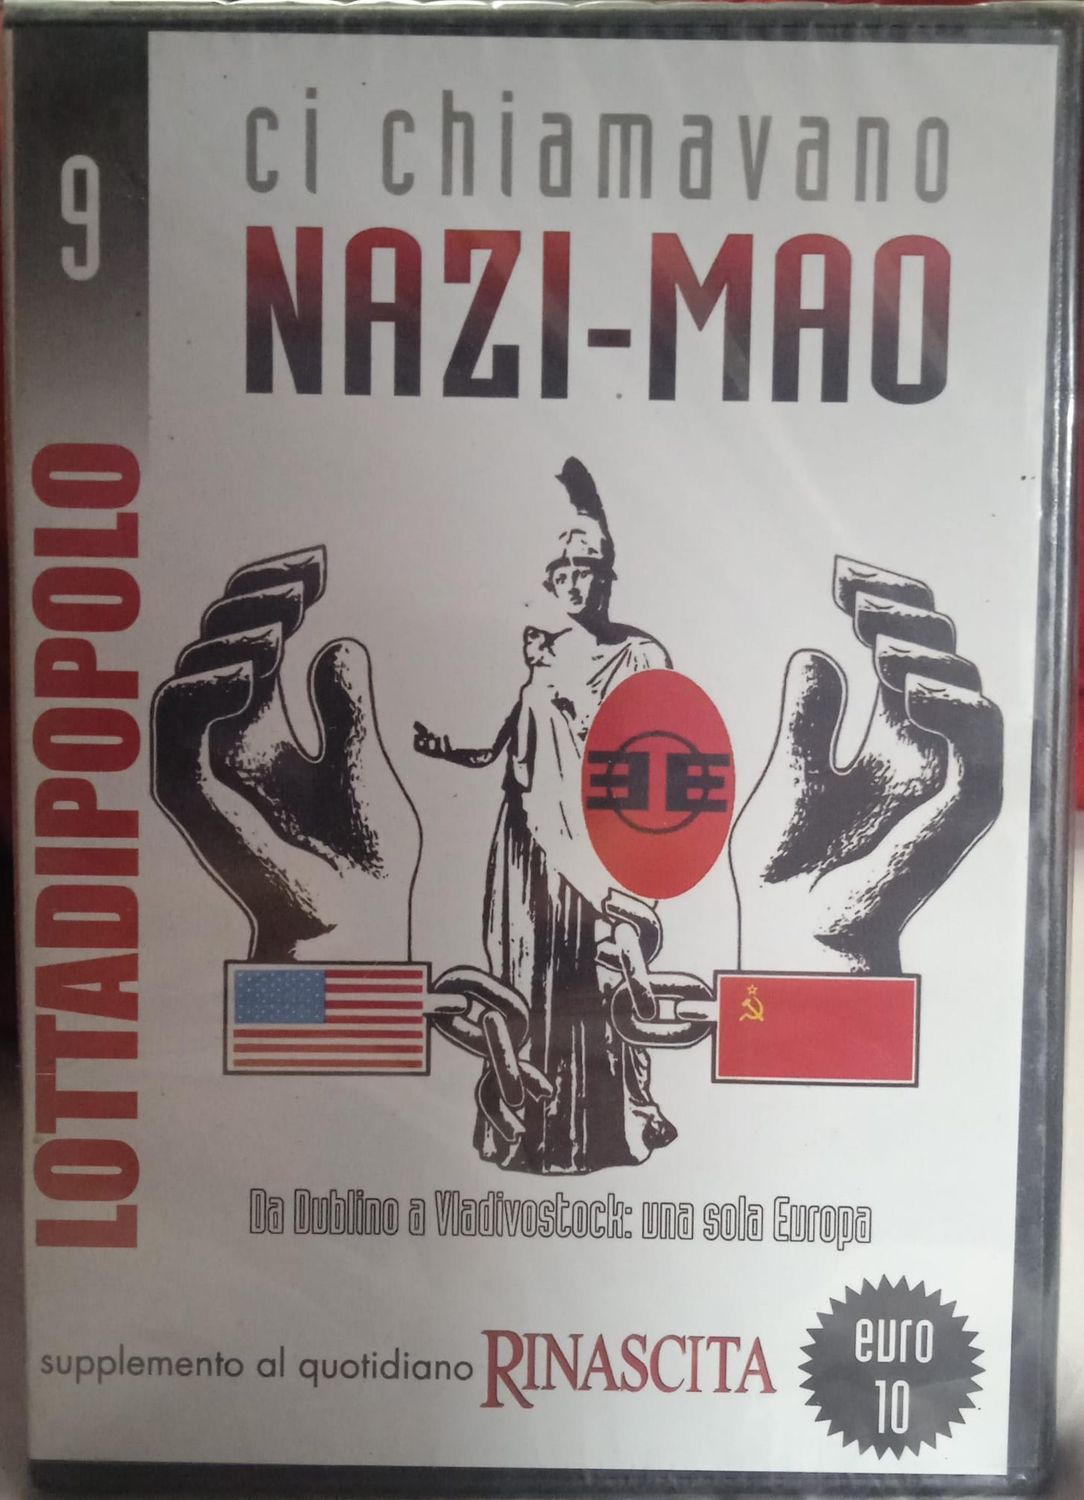 9
ci chiamavano
NAZI-MAO
LOTTADIPOPOLO
Da Dublino a Vladivostock: una sola Europa
supplemento al quotidiano RINASCITA
euro
10